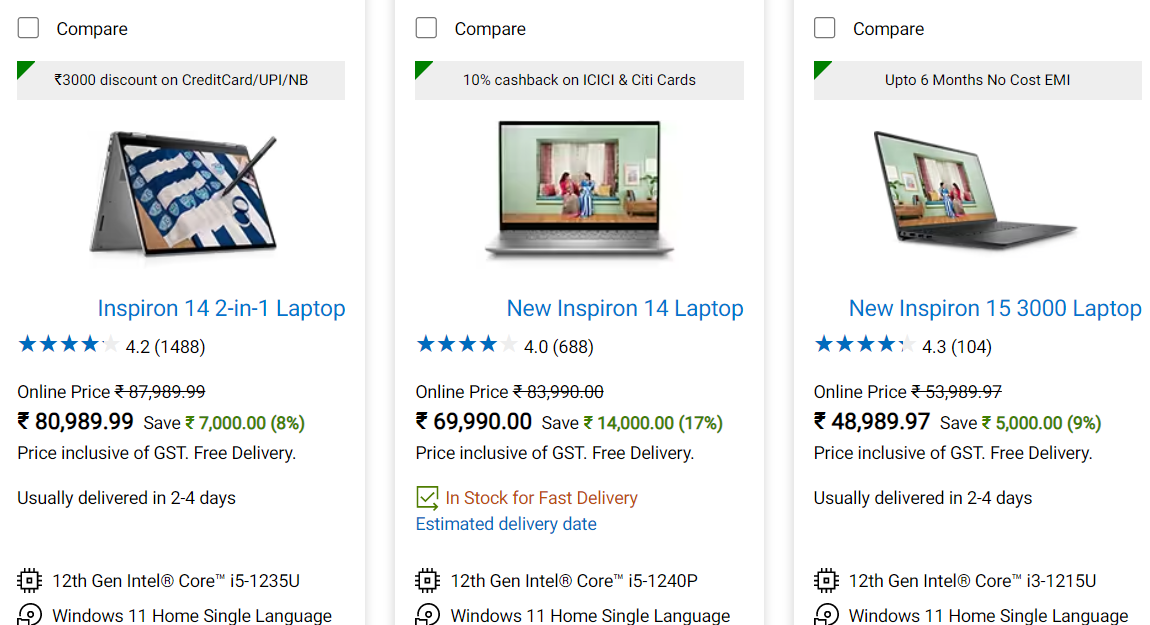 Compare
₹3000 discount on CreditCard/UPI/NB
Inspiron 14 2-in-1 Laptop
4.2 (1488)
Online Price ₹ 87,989.99
₹ 80,989.99 Save ₹ 7,000.00 (8%)
Price inclusive of GST. Free Delivery.
Usually delivered in 2-4 days
12th Gen Intel® Core™ i5-1235U
Windows 11 Home Single Language
Compare
10% cashback on ICICI & Citi Cards
New Inspiron 14 Laptop
4.0 (688)
Online Price ₹ 83,990.00
₹ 69,990.00 Save ₹ 14,000.00 (17%)
Price inclusive of GST. Free Delivery.
In Stock for Fast Delivery
Estimated delivery date
12th Gen Intel® Core™ i5-1240P
Windows 11 Home Single Language
Compare
Upto 6 Months No Cost EMI
New Inspiron 15 3000 Laptop
4.3 (104)
Online Price ₹ 53,989.97
₹ 48,989.97 Save ₹ 5,000.00 (9%)
Price inclusive of GST. Free Delivery.
Usually delivered in 2-4 days
12th Gen Intel® Core™ i3-1215U
Windows 11 Home Single Language